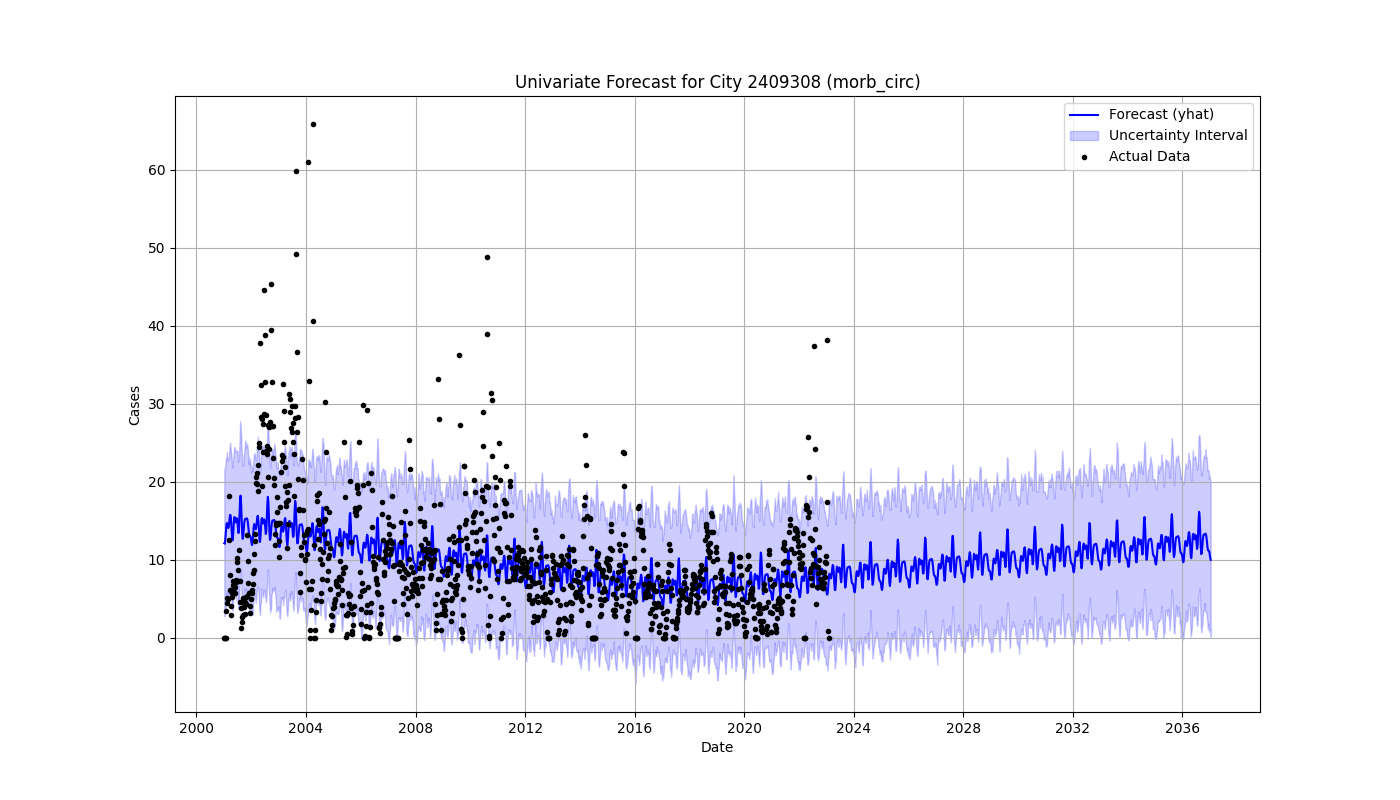 Univariate Forecast for City 2409308 (morb_circ)
Forecast (yhat)
Uncertainty Interval
Actual Data
60
50
40
30
20
10
0
Cases
2000 2004 2008 2012 2016 2020 2024 2028 2032 2036
Date